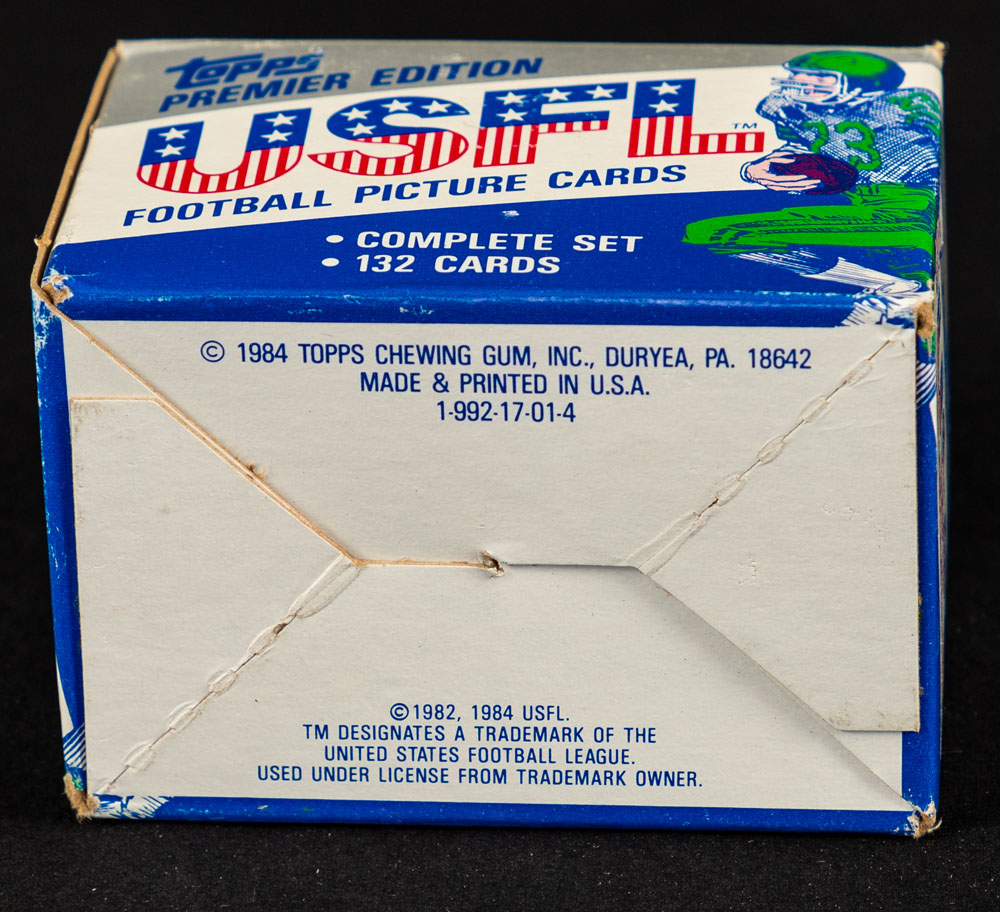 topps
PREMIER EDITION
USFL™
FOOTBALL PICTURE CARDS
• COMPLETE SET
• 132 CARDS
23
© 1984 TOPPS CHEWING GUM, INC., DURYEA, PA. 18642
MADE & PRINTED IN U.S.A.
1-992-17-01-4
©1982, 1984 USFL.
TM DESIGNATES A TRADEMARK OF THE
UNITED STATES FOOTBALL LEAGUE.
USED UNDER LICENSE FROM TRADEMARK OWNER.